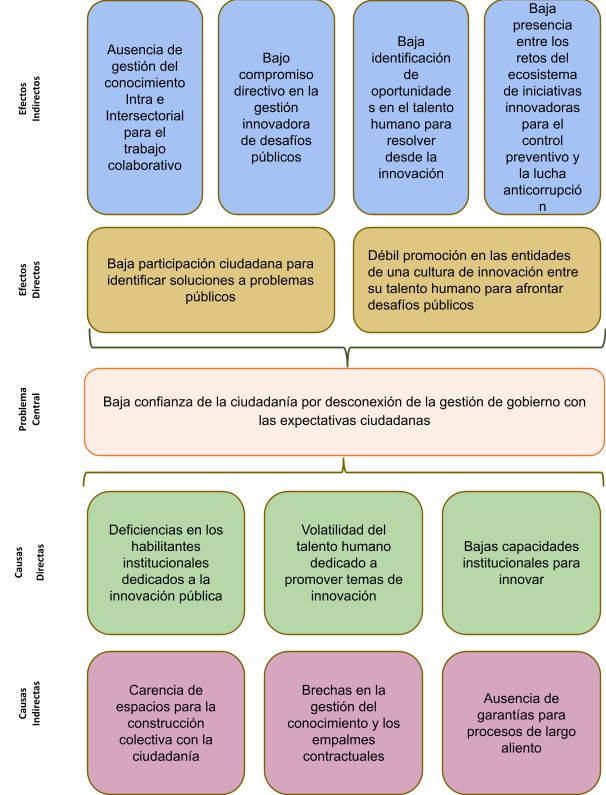 Efectos
Indirectos
Ausencia de
gestión del
conocimiento
Intra e
Intersectorial
para el
trabajo
colaborativo
Bajo
compromiso
directivo en la
gestión
innovadora
de desafíos
públicos
Baja
identificación
de
oportunidade
s en el talento
humano para
resolver
desde la
innovación
Baja
presencia
entre los
retos del
ecosistema
de iniciativas
innovadoras
para el
control
preventivo y
la lucha
anticorrupció
n
Efectos
Directos
Baja participación ciudadana para
identificar soluciones a problemas
públicos
Débil promoción en las entidades
de una cultura de innovación entre
su talento humano para afrontar
desafíos públicos
Problema
Central
Baja confianza de la ciudadanía por desconexión de la gestión de gobierno con
las expectativas ciudadanas
Causas
Directas
Deficiencias en los
habilitantes
institucionales
dedicados a la
innovación pública
Volatilidad del
talento humano
dedicado a
promover temas de
innovación
Bajas capacidades
institucionales para
innovar
Causas
Indirectas
Carencia de
espacios para la
construcción
colectiva con la
ciudadanía
Brechas en la
gestión del
conocimiento y los
empalmes
contractuales
Ausencia de
garantías para
procesos de largo
aliento